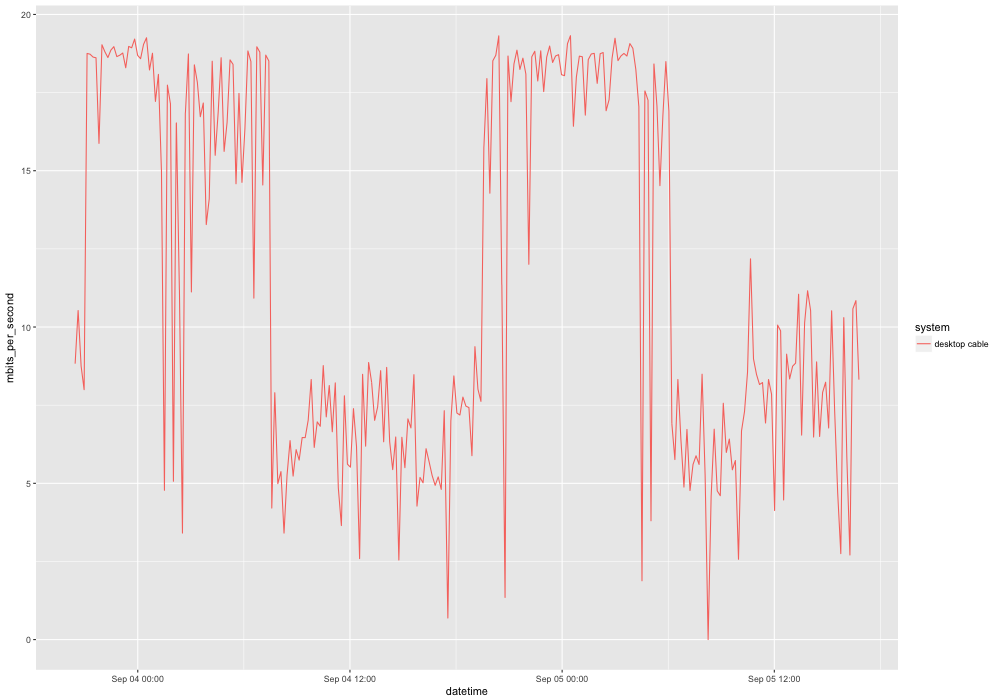 20
15
10
5
0
mbits_per_second
Sep 04 00:00
Sep 04 12:00
Sep 05 00:00
Sep 05 12:00
datetime
system
desktop cable